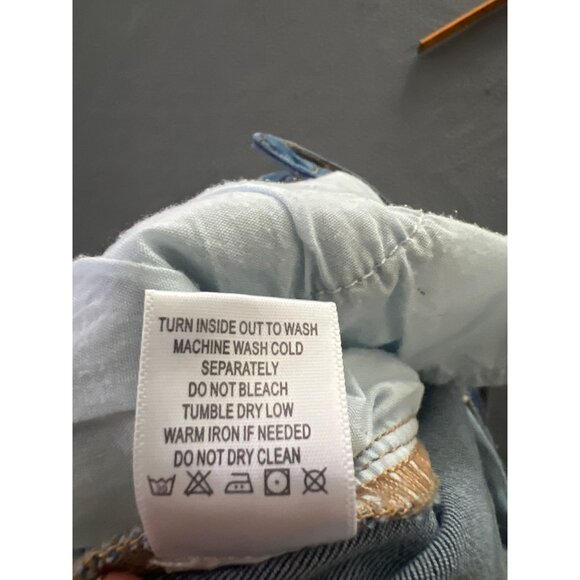 TURN INSIDE OUT TO WASH
MACHINE WASH COLD
SEPARATELY
DO NOT BLEACH
TUMBLE DRY LOW
WARM IRON IF NEEDED
DO NOT DRY CLEAN